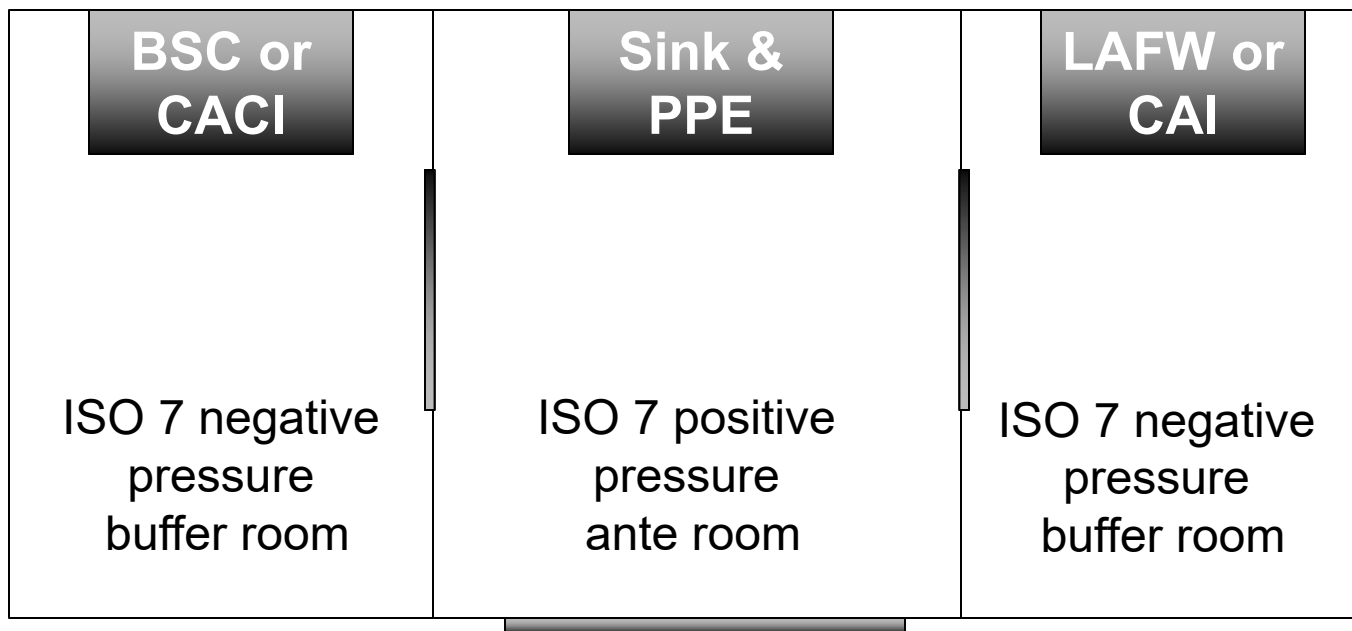 BSC or
CACI
Sink &
PPE
LAFW or
CAI
ISO 7 negative
pressure
buffer room
ISO 7 positive
pressure
ante room
ISO 7 negative
pressure
buffer room